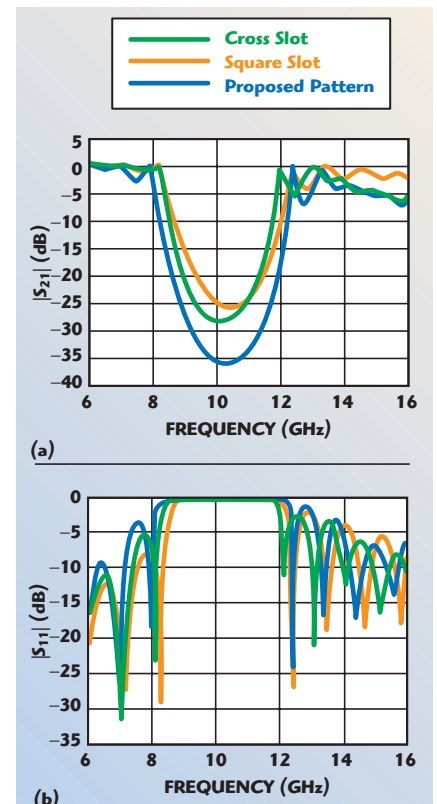 Cross Slot
Square Slot
Proposed Pattern
5
0
−5
−10
−15
−20
−25
−30
−35
−40
|S21| (dB)
6 8 10 12 14 16
FREQUENCY (GHz)
(a)
0
−5
−10
−15
−20
−25
−30
−35
|S11| (dB)
6 8 10 12 14 16
FREQUENCY (GHz)
(b)